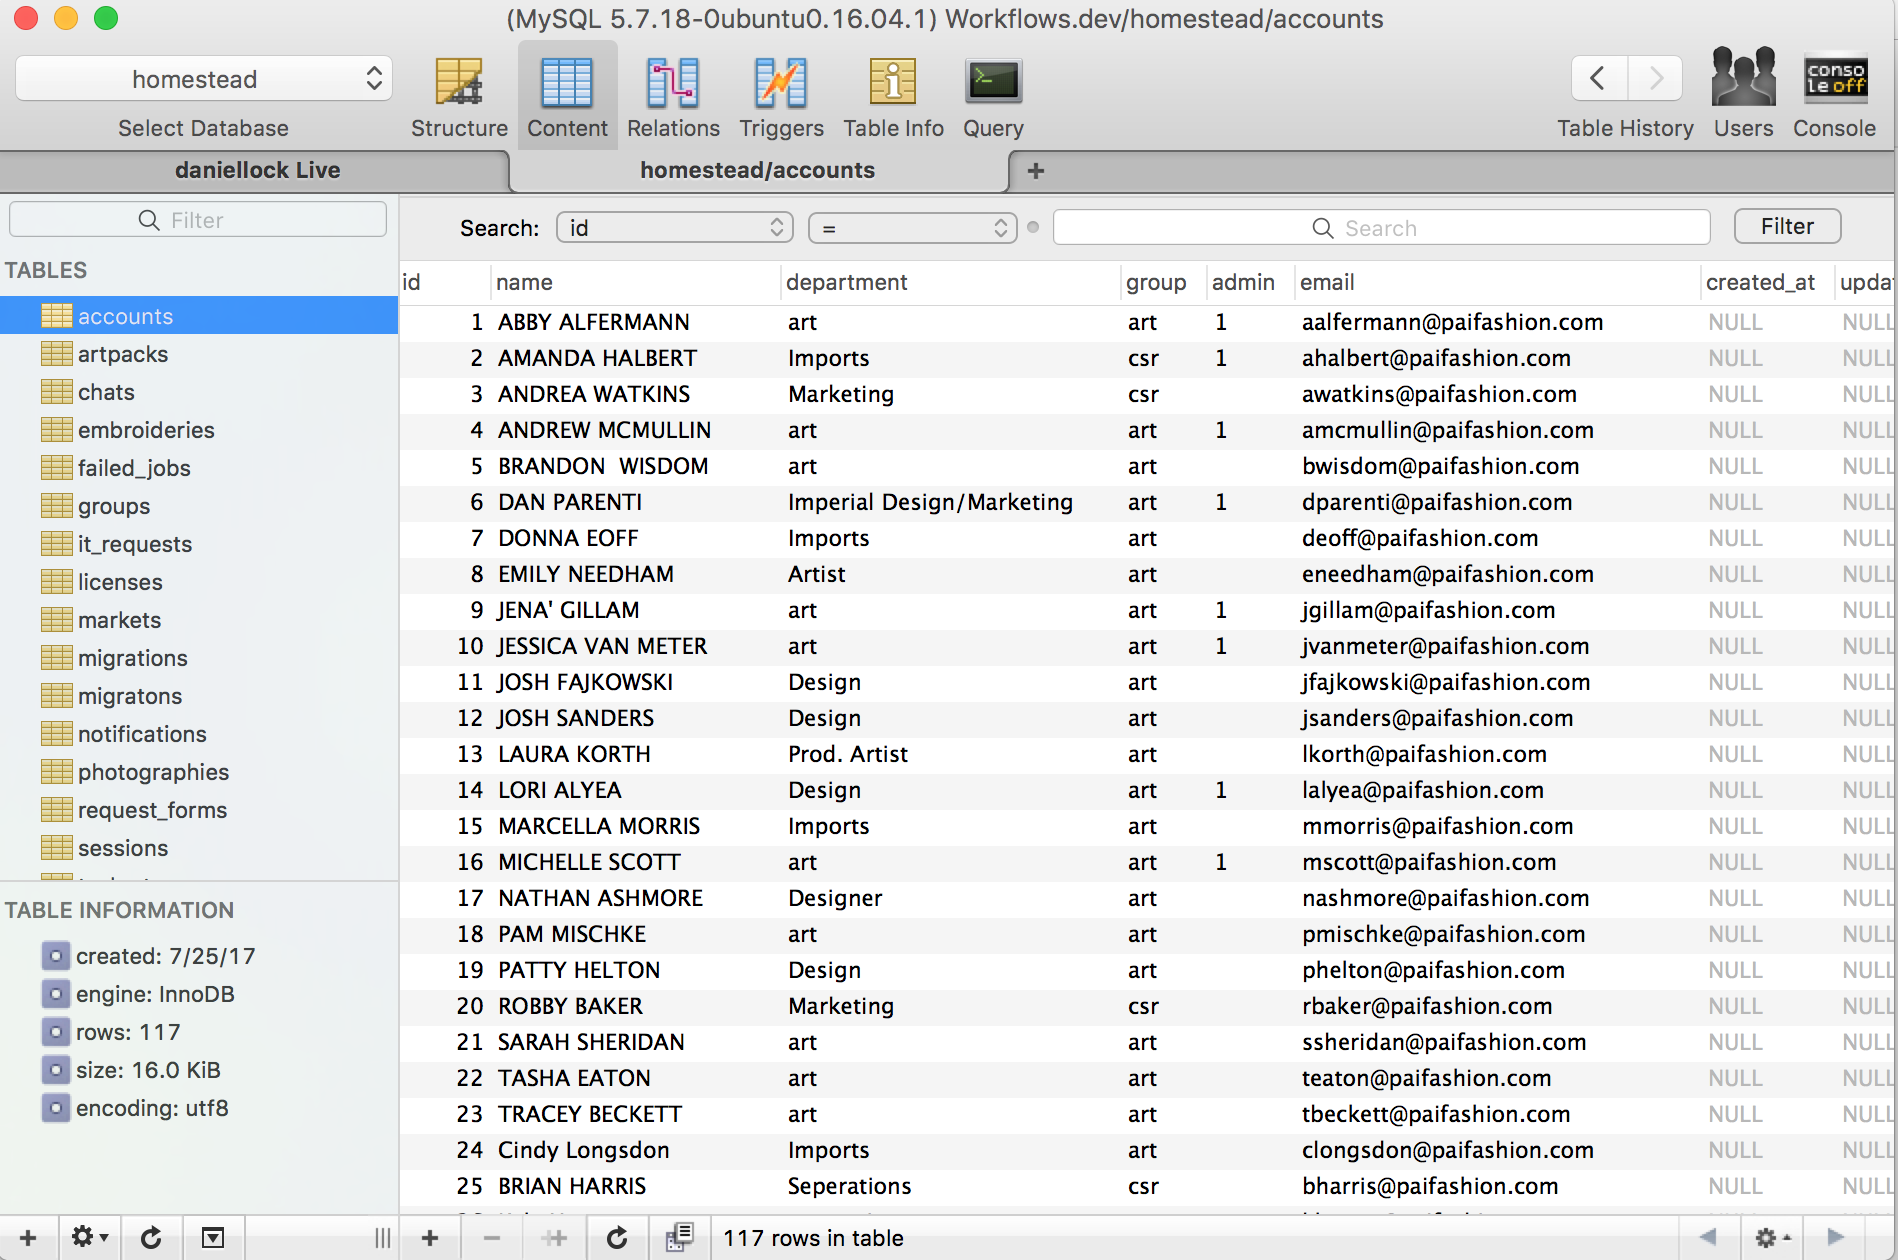 (MySQL 5.7.18-0ubuntu0.16.04.1) Workflows.dev/homestead/accounts
homestead
Select Database
Structure Content Relations Triggers Table Info Query
conso
le off
Table History Users Console
daniellock Live homestead/accounts +
Filter
Search: id = Search Filter
TABLES
accounts
artpacks
chats
embroideries
failed_jobs
groups
it_requests
licenses
markets
migrations
migratons
notifications
photographies
request_forms
sessions
TABLE INFORMATION
created: 7/25/17
engine: InnoDB
rows: 117
size: 16.0 KiB
encoding: utf8
id name department group admin email created_at upda
1 ABBY ALFERMANN art art 1 aalfermann@paifashion.com NULL NULL
2 AMANDA HALBERT Imports csr 1 ahalbert@paifashion.com NULL NULL
3 ANDREA WATKINS Marketing csr awatkins@paifashion.com NULL NULL
4 ANDREW MCMULLIN art art 1 amcmullin@paifashion.com NULL NULL
5 BRANDON  WISDOM art art bwisdom@paifashion.com NULL NULL
6 DAN PARENTI Imperial Design/Marketing art 1 dparenti@paifashion.com NULL NULL
7 DONNA EOFF Imports art deoff@paifashion.com NULL NULL
8 EMILY NEEDHAM Artist art eneedham@paifashion.com NULL NULL
9 JENA' GILLAM art art 1 jgillam@paifashion.com NULL NULL
10 JESSICA VAN METER art art 1 jvanmeter@paifashion.com NULL NULL
11 JOSH FAJKOWSKI Design art jfajkowski@paifashion.com NULL NULL
12 JOSH SANDERS Design art jsanders@paifashion.com NULL NULL
13 LAURA KORTH Prod. Artist art lkorth@paifashion.com NULL NULL
14 LORI ALYEA Design art 1 lalyea@paifashion.com NULL NULL
15 MARCELLA MORRIS Imports art mmorris@paifashion.com NULL NULL
16 MICHELLE SCOTT art art 1 mscott@paifashion.com NULL NULL
17 NATHAN ASHMORE Designer art nashmore@paifashion.com NULL NULL
18 PAM MISCHKE art art pmischke@paifashion.com NULL NULL
19 PATTY HELTON Design art phelton@paifashion.com NULL NULL
20 ROBBY BAKER Marketing csr rbaker@paifashion.com NULL NULL
21 SARAH SHERIDAN art art ssheridan@paifashion.com NULL NULL
22 TASHA EATON art art teaton@paifashion.com NULL NULL
23 TRACEY BECKETT art art tbeckett@paifashion.com NULL NULL
24 Cindy Longsdon Imports art clongsdon@paifashion.com NULL NULL
25 BRIAN HARRIS Seperations csr bharris@paifashion.com NULL NULL
117 rows in table